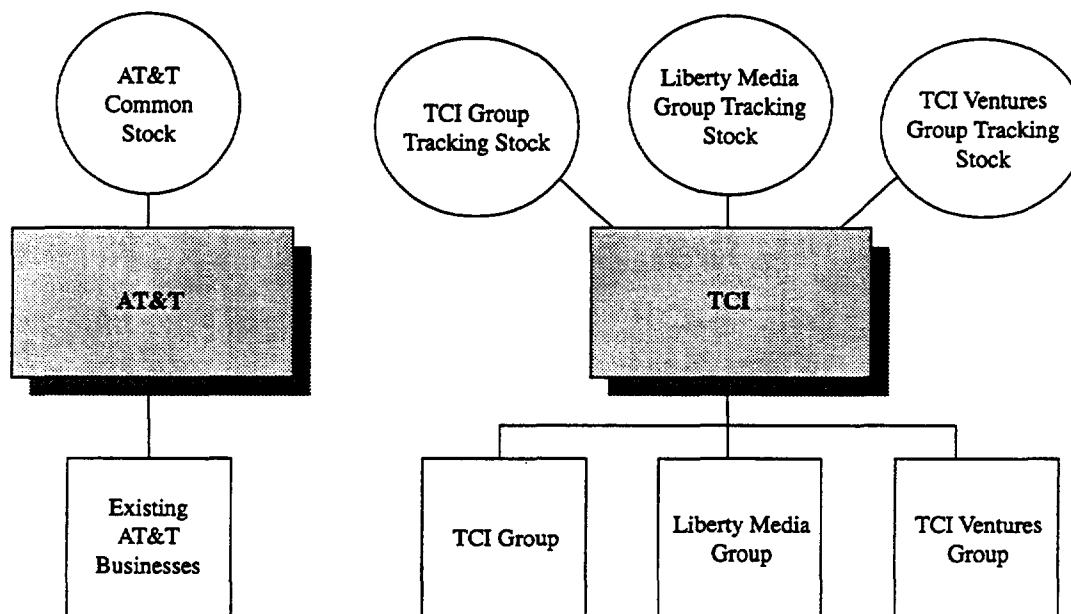 AT&T
Common
Stock
TCI Group
Tracking Stock
Liberty Media
Group Tracking
Stock
TCI Ventures
Group Tracking
Stock
AT&T
TCI
Existing
AT&T
Businesses
TCI Group
Liberty Media
Group
TCI Ventures
Group